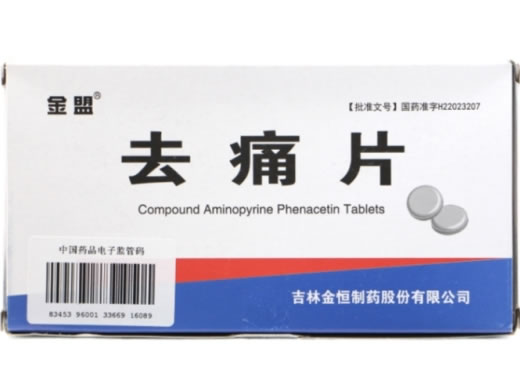 金盟®
【批准文号】国药准字H22023207
去痛片
Compound Aminopyrine Phenacetin Tablets
中国药品电子监管码
83453 96001 33669 16089
吉林金恒制药股份有限公司